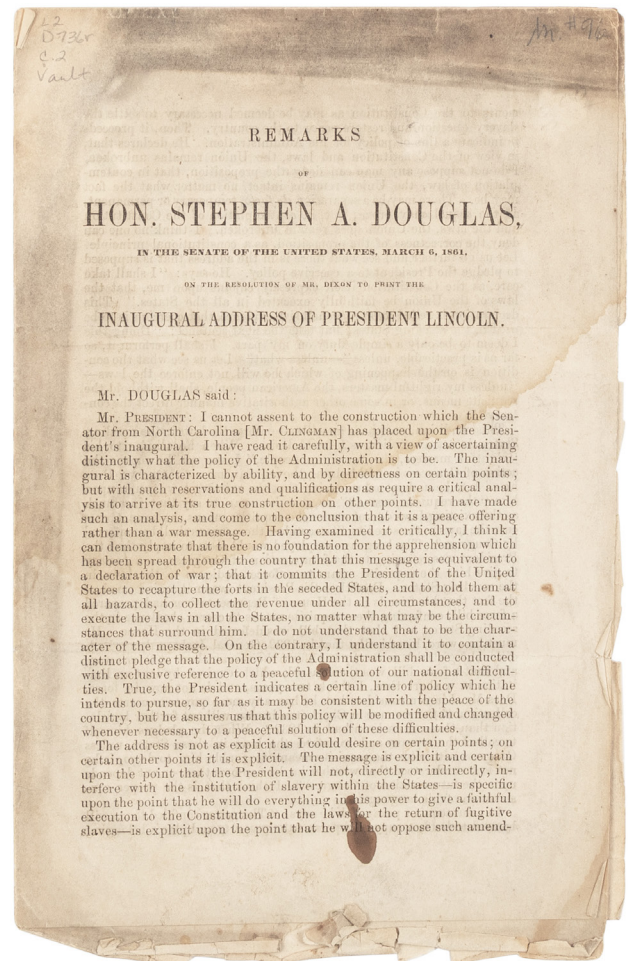 L2
D736r
c.2
Vault
REMARKS
OF
HON. STEPHEN A. DOUGLAS,
IN THE SENATE OF THE UNITED STATES, MARCH 6, 1861,
ON THE RESOLUTION OF MR. DIXON TO PRINT THE
INAUGURAL ADDRESS OF PRESIDENT LINCOLN.
Mr. DOUGLAS said:
Mr. PRESIDENT: I cannot assent to the construction which the Sen-
ator from North Carolina [Mr. CLINGMAN] has placed upon the Presi-
dent's inaugural. I have read it carefully, with a view of ascertaining
distinctly what the policy of the Administration is to be. The inau-
gural is characterized by ability, and by directness on certain points;
but with such reservations and qualifications as require a critical anal-
ysis to arrive at its true construction on other points. I have made
such an analysis, and come to the conclusion that it is a peace offering
rather than a war message. Having examined it critically, I think I
can demonstrate that there is no foundation for the apprehension which
has been spread through the country that this message is equivalent to
a declaration of war; that it commits the President of the United
States to recapture the forts in the seceded States, and to hold them at
all hazards, to collect the revenue under all circumstances, and to
execute the laws in all the States, no matter what may be the circum-
stances that surround him. I do not understand that to be the char-
acter of the message. On the contrary, I understand it to contain a
distinct pledge that the policy of the Administration shall be conducted
with exclusive reference to a peaceful solution of our national difficul-
ties. True, the President indicates a certain line of policy which he
intends to pursue, so far as it may be consistent with the peace of the
country, but he assures us that this policy will be modified and changed
whenever necessary to a peaceful solution of these difficulties.
The address is not as explicit as I could desire on certain points; on
certain other points it is explicit. The message is explicit and certain
upon the point that the President will not, directly or indirectly, in-
terfere with the institution of slavery within the States—is specific
upon the point that he will do everything in his power to give a faithful
execution to the Constitution and the laws for the return of fugitive
slaves—is explicit upon the point that he will not oppose such amend-